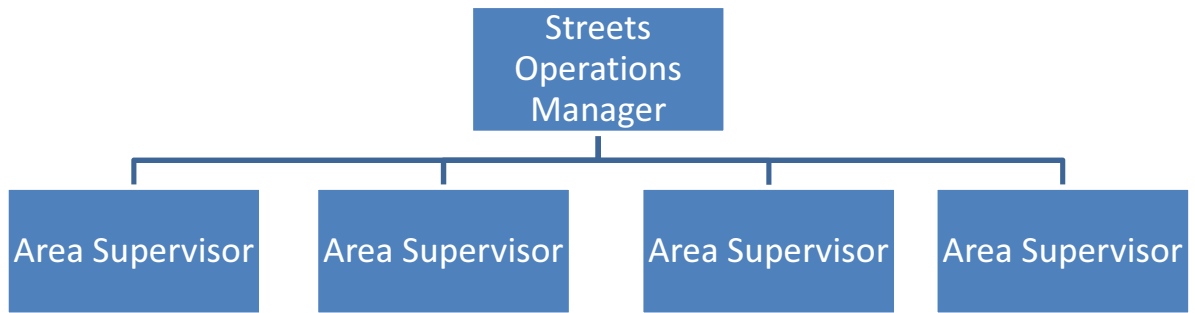 Streets
Operations
Manager
Area Supervisor
Area Supervisor
Area Supervisor
Area Supervisor